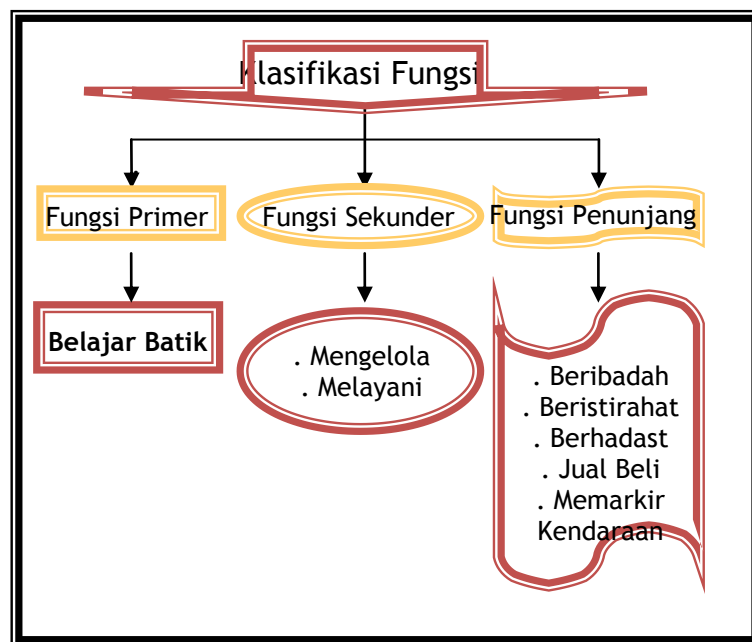 Klasifikasi Fungsi
Fungsi Primer
Fungsi Sekunder
Fungsi Penunjang
Belajar Batik
. Mengelola
. Melayani
. Beribadah
. Beristirahat
. Berhadast
. Jual Beli
. Memarkir
Kendaraan